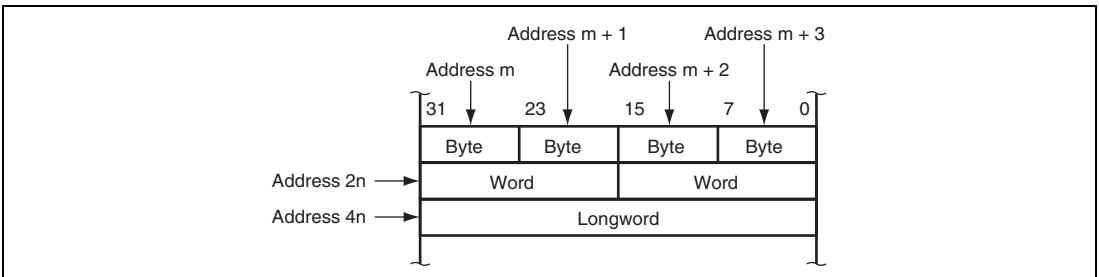 Address m + 1 Address m + 3
Address m Address m + 2
31 23 15 7 0
Byte Byte Byte Byte
Address 2n Word Word
Address 4n Longword